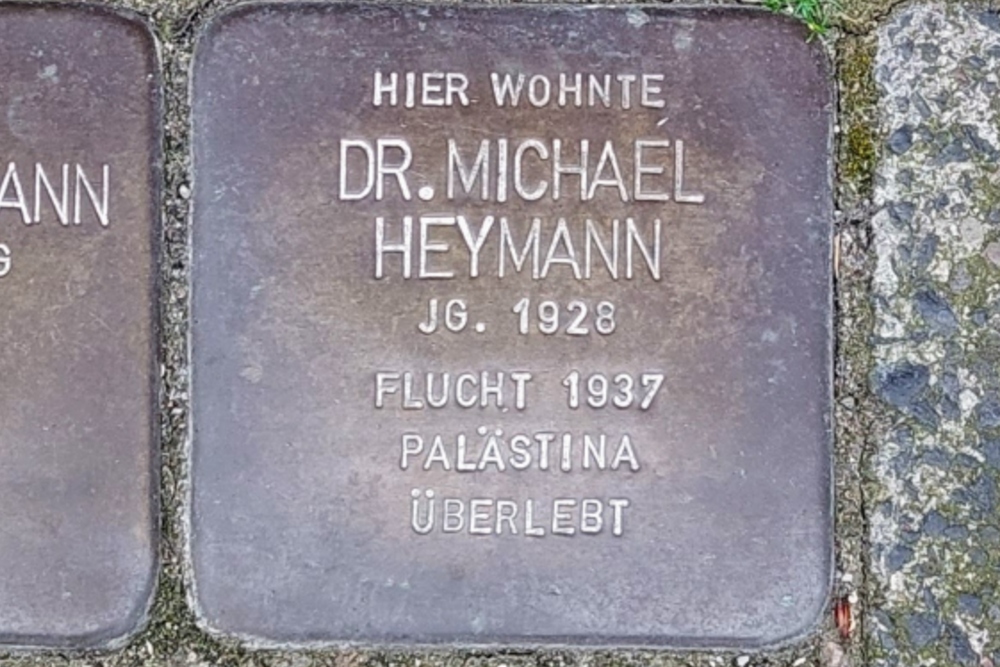 HIER WOHNTE
DR. MICHAEL
HEYMANN
JG. 1928
FLUCHT 1937
PALÄSTINA
ÜBERLEBT